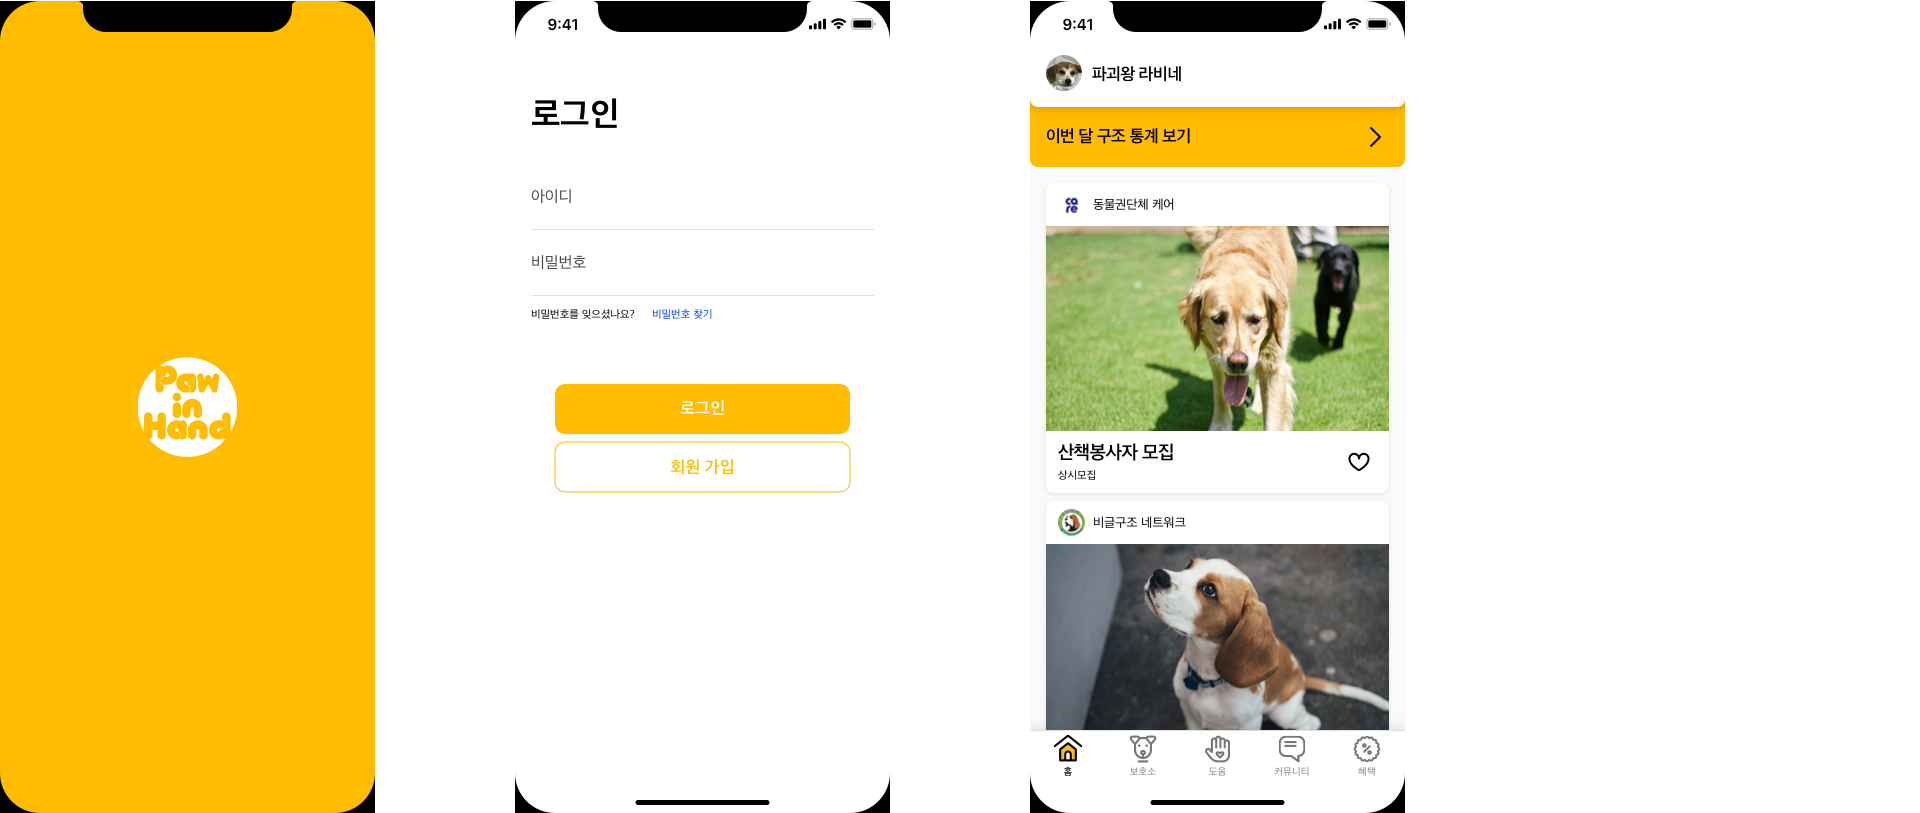 Paw
in
Hand
9:41
로그인
아이디
비밀번호
비밀번호를 잊으셨나요? 비밀번호 찾기
로그인
회원 가입
9:41
파괴왕 라비네
이번 달 구조 통계 보기
care
동물권단체 케어
산책봉사자 모집
상시모집
비글구조 네트워크
홈 보호소 도움 커뮤니티 혜택